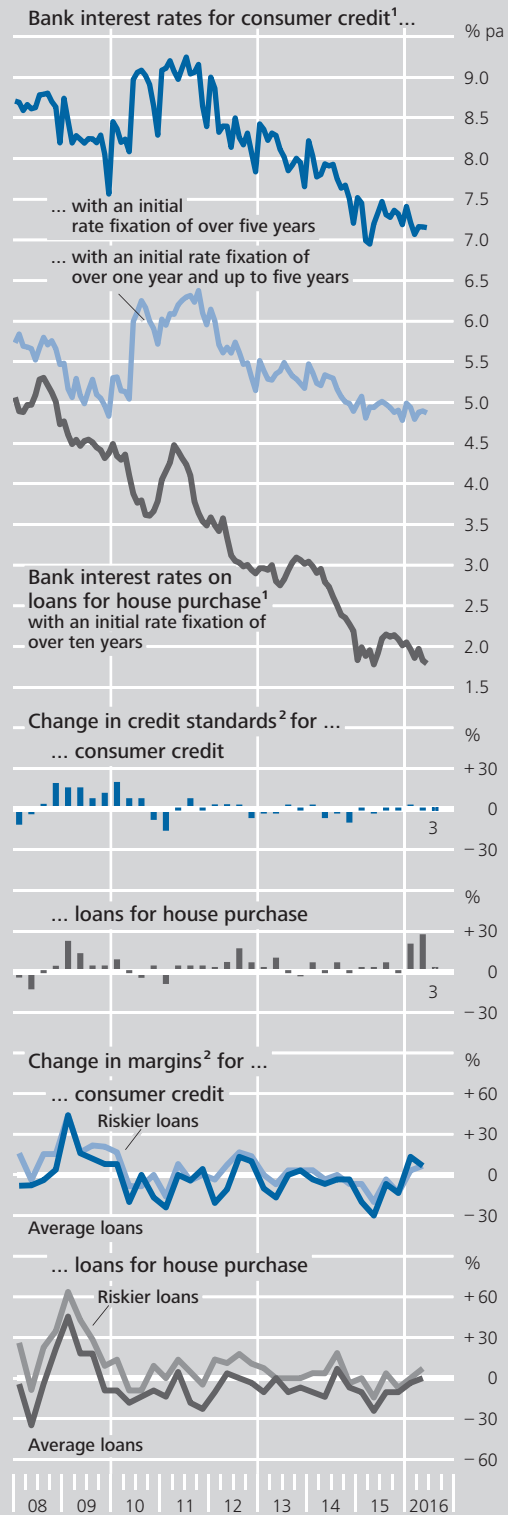 Bank interest rates for consumer credit¹...
% pa
9.0
8.5
8.0
7.5
... with an initial
rate fixation of over five years
7.0
... with an initial rate fixation of
over one year and up to five years
6.5
6.0
5.5
5.0
4.5
4.0
3.5
3.0
Bank interest rates on
loans for house purchase¹
with an initial rate fixation of
over ten years
2.5
2.0
1.5
Change in credit standards² for ...
%
... consumer credit
+30
0
3
−30
%
... loans for house purchase
+30
0
3
−30
Change in margins² for ...
%
... consumer credit
+60
Riskier loans
+30
0
−30
Average loans
... loans for house purchase
%
Riskier loans
+60
+30
0
−30
Average loans
−60
08 09 10 11 12 13 14 15 2016